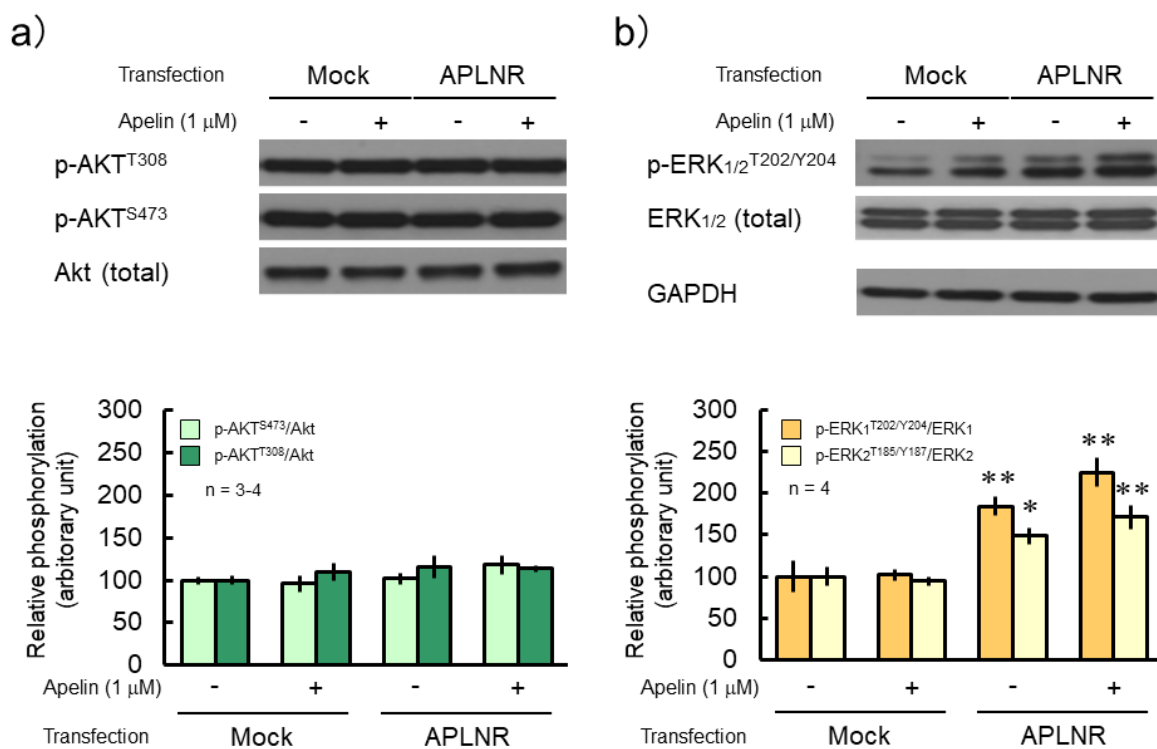 a)
Transfection Mock APLNR
Apelin (1 μM) - + - +
p-AKTT308
p-AKTS473
Akt (total)
300
250
200
150
100
50
0
Relative phosphorylation
(arbitorary unit)
p-AKTS473/Akt
p-AKTT308/Akt
n = 3-4
Apelin (1 μM) - + - +
Transfection Mock APLNR
b)
Transfection Mock APLNR
Apelin (1 μM) - + - +
p-ERK1/2T202/Y204
ERK1/2 (total)
GAPDH
300
250
200
150
100
50
0
Relative phosphorylation
(arbitorary unit)
p-ERK1T202/Y204/ERK1
p-ERK2T185/Y187/ERK2
n = 4
** * ** **
Apelin (1 μM) - + - +
Transfection Mock APLNR